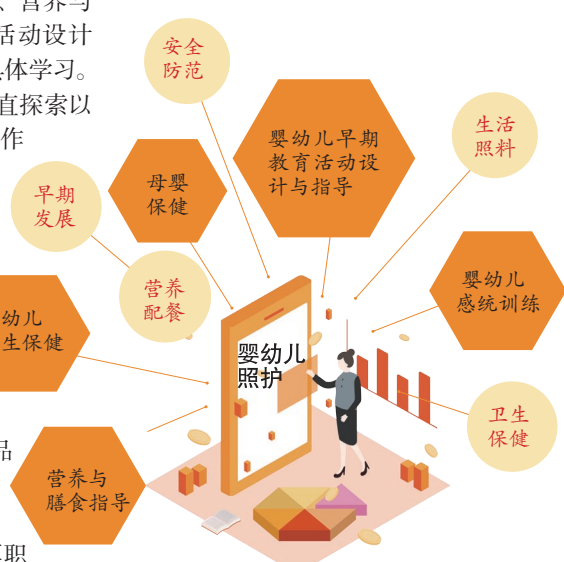 、营养与
活动设计
体学习。
直探索以
作
安全
防范
婴幼儿早期
教育活动设
计与指导
生活
照料
母婴
保健
早期
发展
营养
配餐
婴幼儿
感统训练
幼儿
生保健
婴幼儿
照护
卫生
保健
品
营养与
膳食指导
职